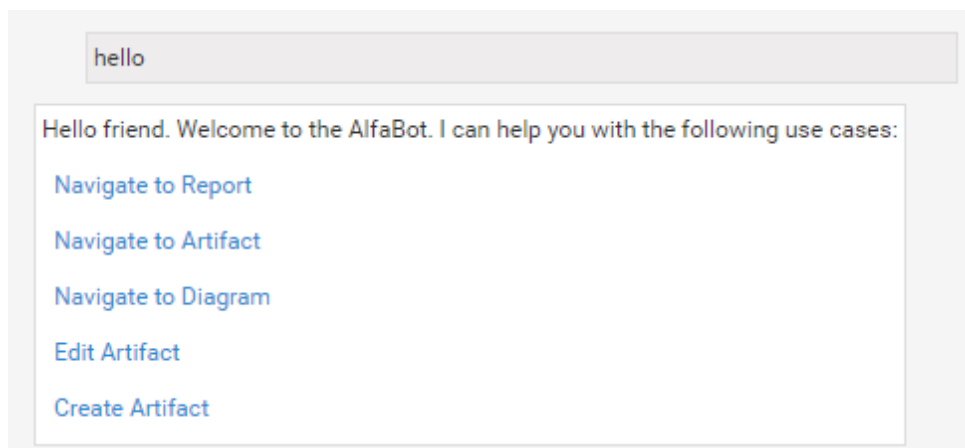 hello
Hello friend. Welcome to the AlfaBot. I can help you with the following use cases:
Navigate to Report
Navigate to Artifact
Navigate to Diagram
Edit Artifact
Create Artifact